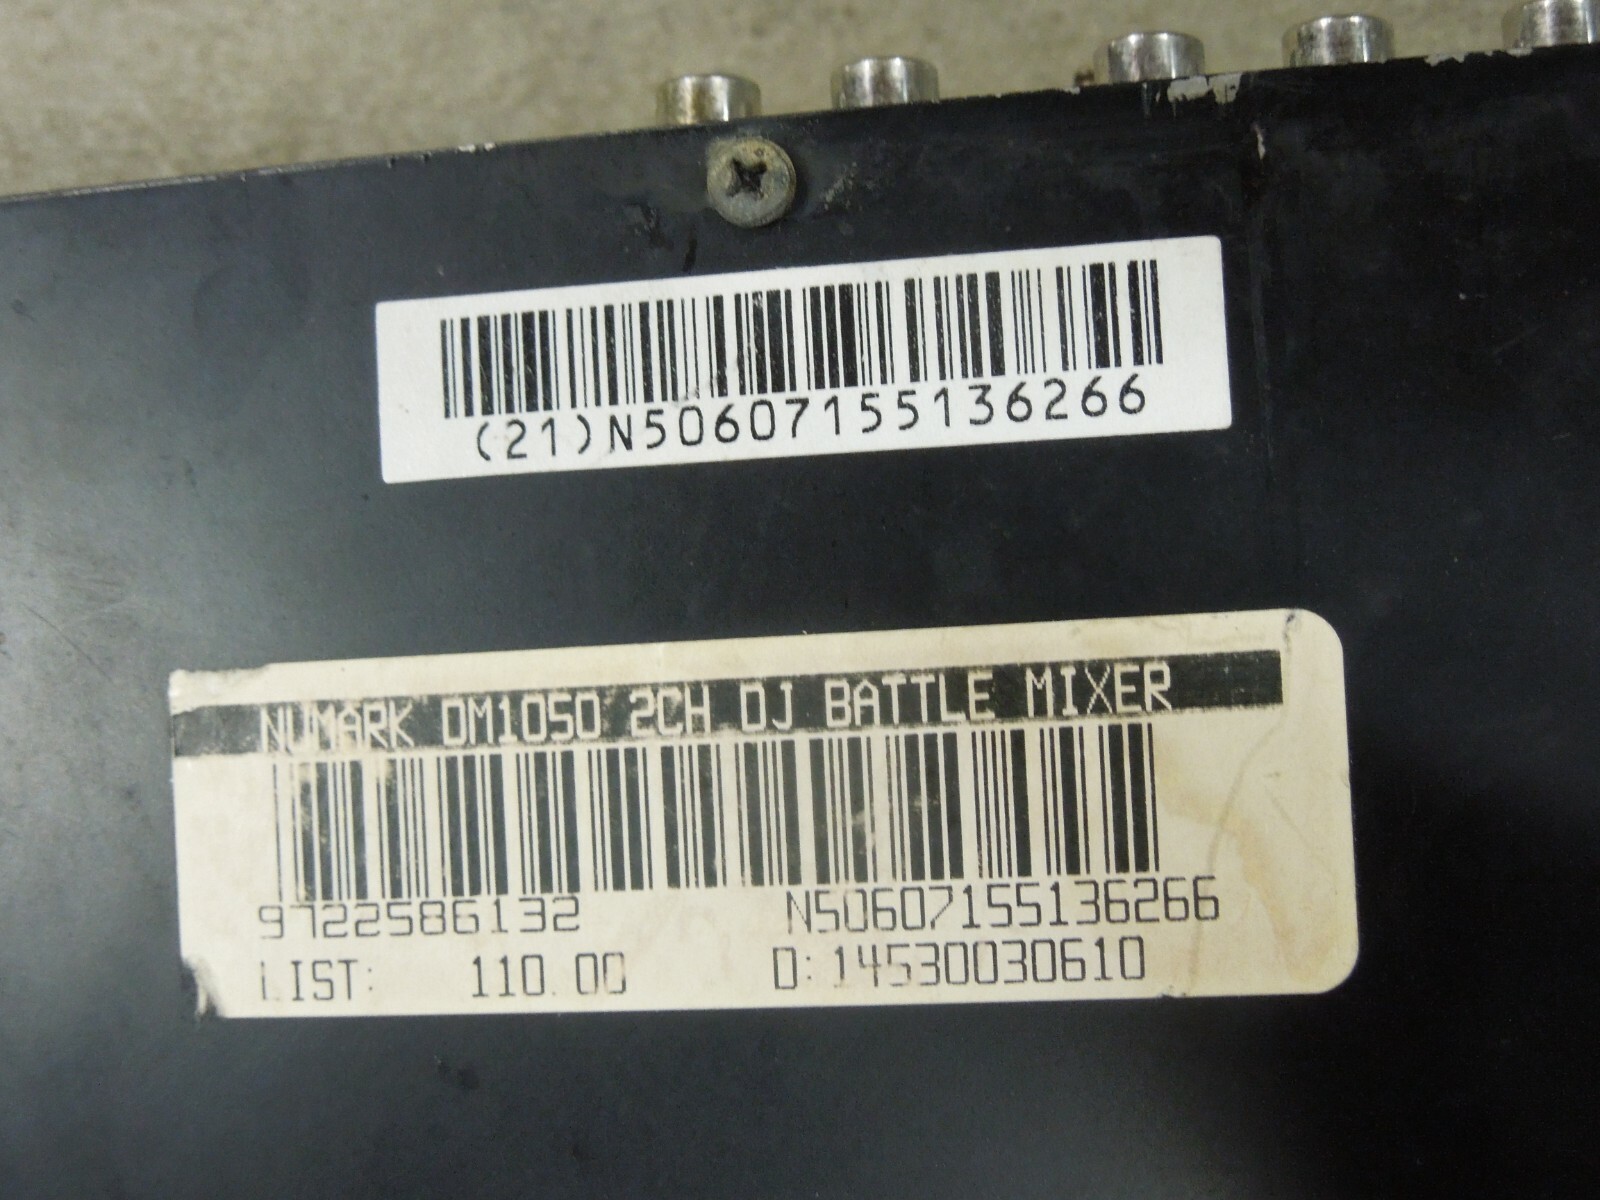 (21)N50607155136266
NUMARK DM1050 2CH DJ BATTLE MIXER
9722586132 N50607155136266
LIST: 110.00 D:14530030610